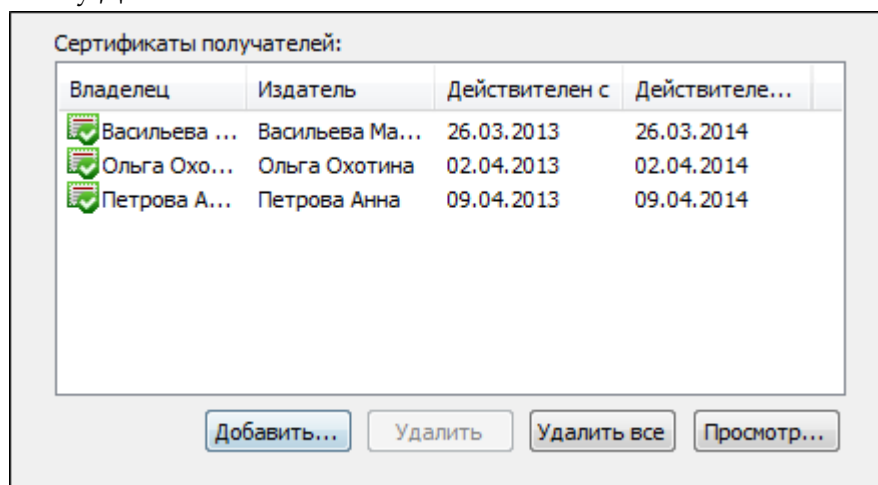 Сертификаты получателей:
Владелец Издатель Действителен с Действителе...
Васильева ... Васильева Ма... 26.03.2013 26.03.2014
Ольга Охо... Ольга Охотина 02.04.2013 02.04.2014
Петрова А... Петрова Анна 09.04.2013 09.04.2014
Добавить... Удалить Удалить все Просмотр...